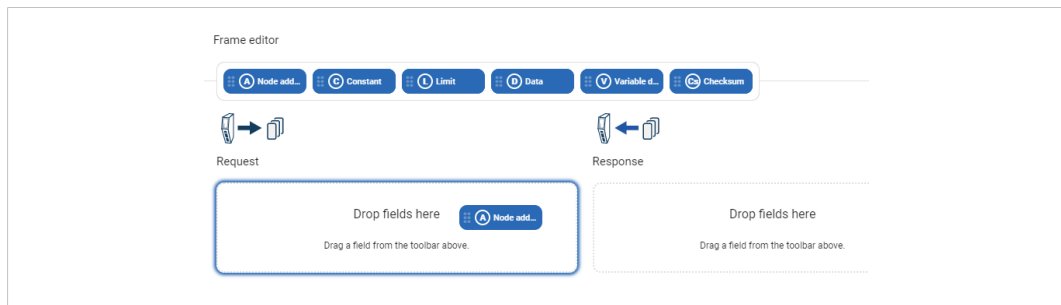 Frame editor
A Node add... C Constant L Limit D Data V Variable d... Cs Checksum
Request Response
Drop fields here A Node add... Drop fields here
Drag a field from the toolbar above. Drag a field from the toolbar above.